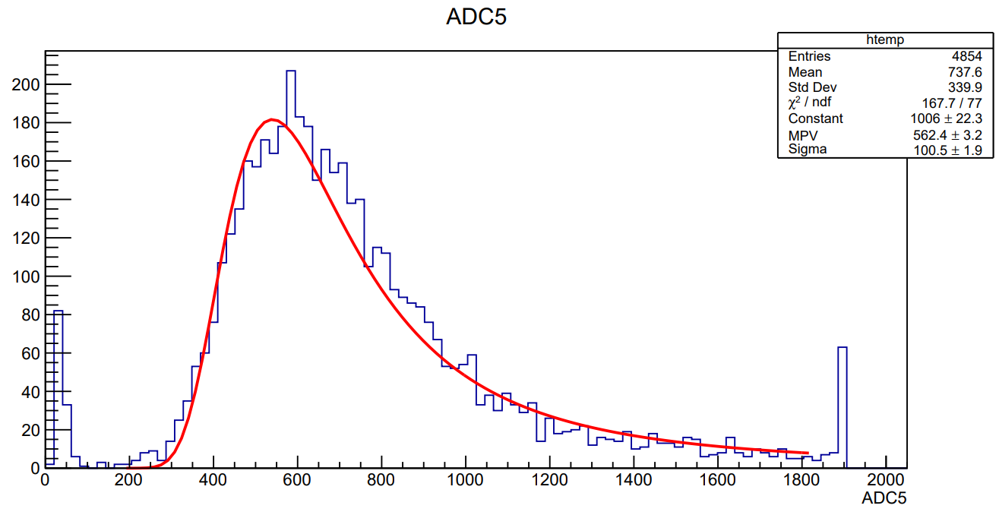 ADC5
htemp
Entries 4854
Mean 737.6
Std Dev 339.9
χ² / ndf 167.7 / 77
Constant 1006 ± 22.3
MPV 562.4 ± 3.2
Sigma 100.5 ± 1.9
200
180
160
140
120
100
80
60
40
20
0
0 200 400 600 800 1000 1200 1400 1600 1800 2000
ADC5